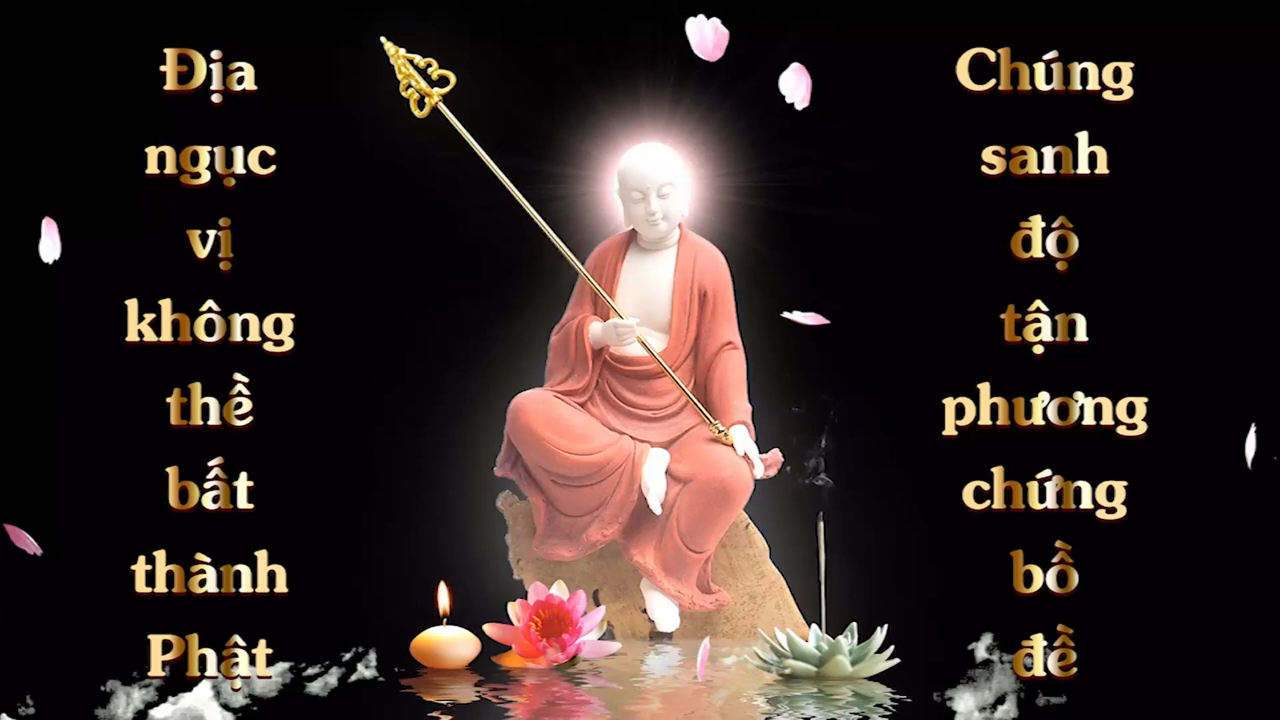 Địa
ngục
vị
không
thề
bất
thành
Phật
Chúng
sanh
độ
tận
phương
chứng
bồ
đề